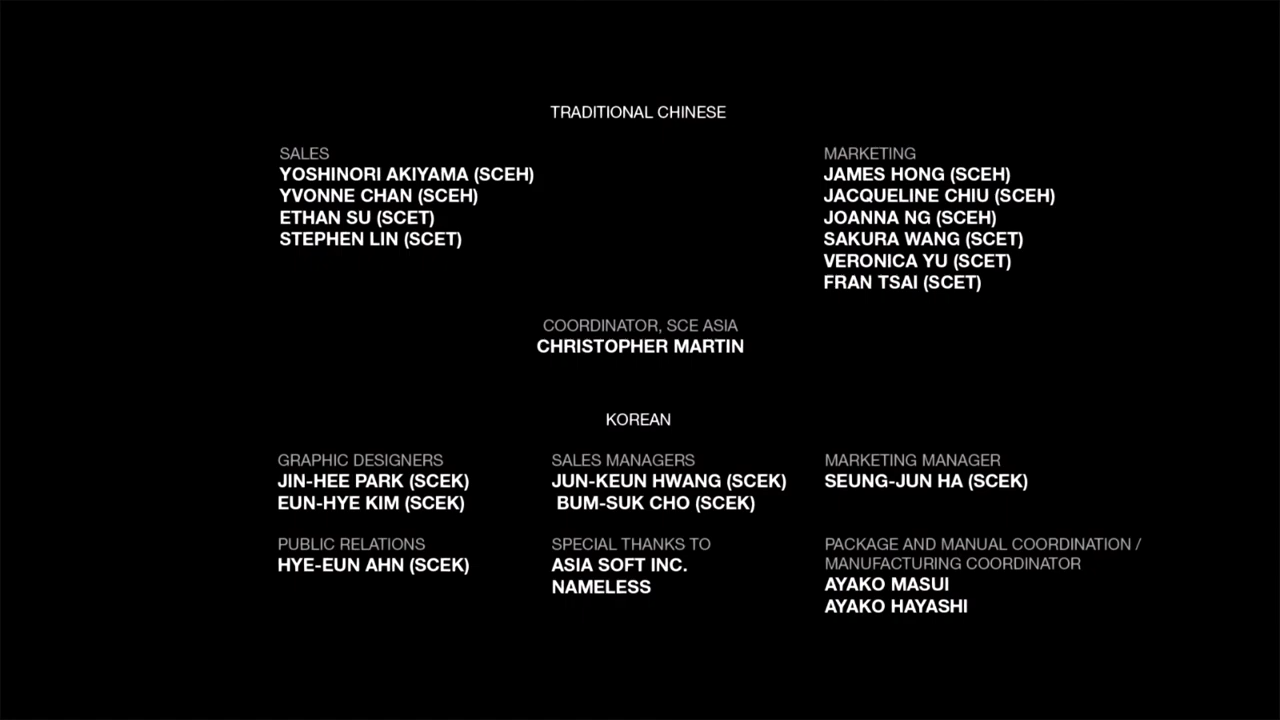 TRADITIONAL CHINESE
SALES
YOSHINORI AKIYAMA (SCEH)
YVONNE CHAN (SCEH)
ETHAN SU (SCET)
STEPHEN LIN (SCET)
MARKETING
JAMES HONG (SCEH)
JACQUELINE CHIU (SCEH)
JOANNA NG (SCEH)
SAKURA WANG (SCET)
VERONICA YU (SCET)
FRAN TSAI (SCET)
COORDINATOR, SCE ASIA
CHRISTOPHER MARTIN
KOREAN
GRAPHIC DESIGNERS
JIN-HEE PARK (SCEK)
EUN-HYE KIM (SCEK)
SALES MANAGERS
JUN-KEUN HWANG (SCEK)
BUM-SUK CHO (SCEK)
MARKETING MANAGER
SEUNG-JUN HA (SCEK)
PUBLIC RELATIONS
HYE-EUN AHN (SCEK)
SPECIAL THANKS TO
ASIA SOFT INC.
NAMELESS
PACKAGE AND MANUAL COORDINATION /
MANUFACTURING COORDINATOR
AYAKO MASUI
AYAKO HAYASHI